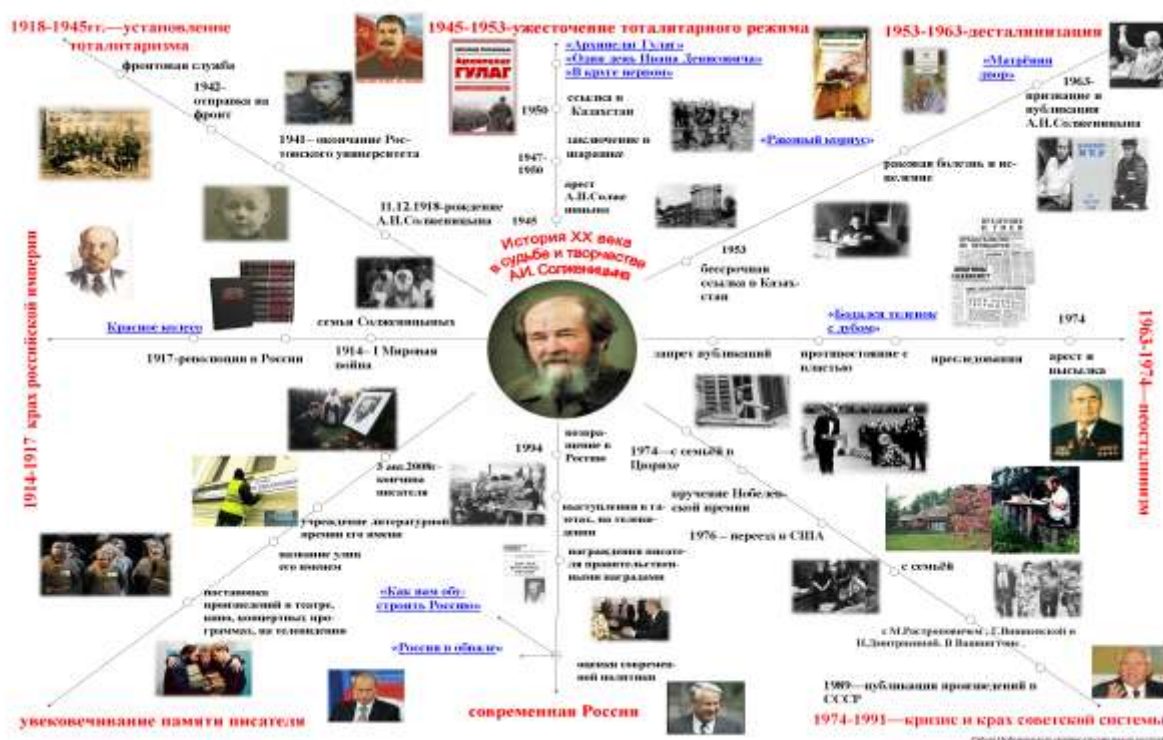 1918-1945гг.—установление
тоталитаризма
фронтовая служба
1942-
отправка на
фронт
1941—окончание Рос-
товского университета
11.12.1918-рождение
А.И.Солженицына
1945-1953-ужесточение тоталитарного режима
«Архипелаг Гулаг»
«Один день Ивана Денисовича»
«В круге первом»
ГУЛАГ
1950
ссылка в
Казахстан
1947-
1950
заключение в
шарашке
1945
арест
А.И.Солже
ницына
1953-1963-десталинизация
«Матрёнин
двор»
1963-
признание и
публикация
А.И.Солженицына
«Раковый корпус»
раковая болезнь и ис-
целение
1953
бессрочная
ссылка в Казах-
стан
История XX века
в судьбе и творчестве
А.И. Солженицына
1914-1917 крах российской империи
Красное колесо
семья Солженицыных
1917-революции в России
1914- I Мировая
война
«Бодался теленок
с дубом»
1974
запрет публикаций
противостояние с
властью
преследования
арест и
высылка
1963-1974—неосталинизм
3 авг.2008г-
кончина
писателя
учреждение литературной
премии его имени
название улиц
его именем
постановка
произведений в театре,
кино, концертных про-
граммах, на телевидении
увековечивание памяти писателя
1994
возвра-
щение в
Россию
выступления в га-
зетах, на телеви-
дении
награждения писате-
ля правительствен-
ными наградами
«Как нам обу-
строить Россию»
«Россия в обвале»
оценки современ-
ной политики
современная Россия
1974—с семьёй в
Цюрихе
вручение Нобелев-
ской премии
1976 – переезд в США
с семьёй
с М.Ростроповичем, Г.Вишневской и
В Вашингтоне.
1989—публикация произведений в
СССР
1974-1991—кризис и крах советской системы